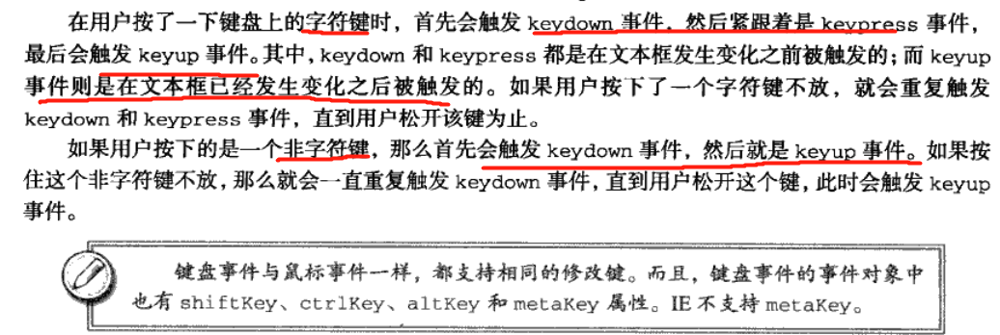 在用户按了一下键盘上的字符键时，首先会触发 keydown 事件，然后紧跟着是 keypress 事件，
最后会触发 keyup 事件。其中，keydown 和 keypress 都是在文本框发生变化之前被触发的；而 keyup
事件则是在文本框已经发生变化之后被触发的。如果用户按下了一个字符键不放，就会重复触发
keydown 和 keypress 事件，直到用户松开该键为止。
如果用户按下的是一个非字符键，那么首先会触发 keydown 事件，然后就是 keyup 事件。如果按
住这个非字符键不放，那么就会一直重复触发 keydown 事件，直到用户松开这个键，此时会触发 keyup
事件。
键盘事件与鼠标事件一样，都支持相同的修改键。而且，键盘事件的事件对象中
也有 shiftKey、ctrlKey、altKey 和 metaKey 属性。IE 不支持 metaKey。